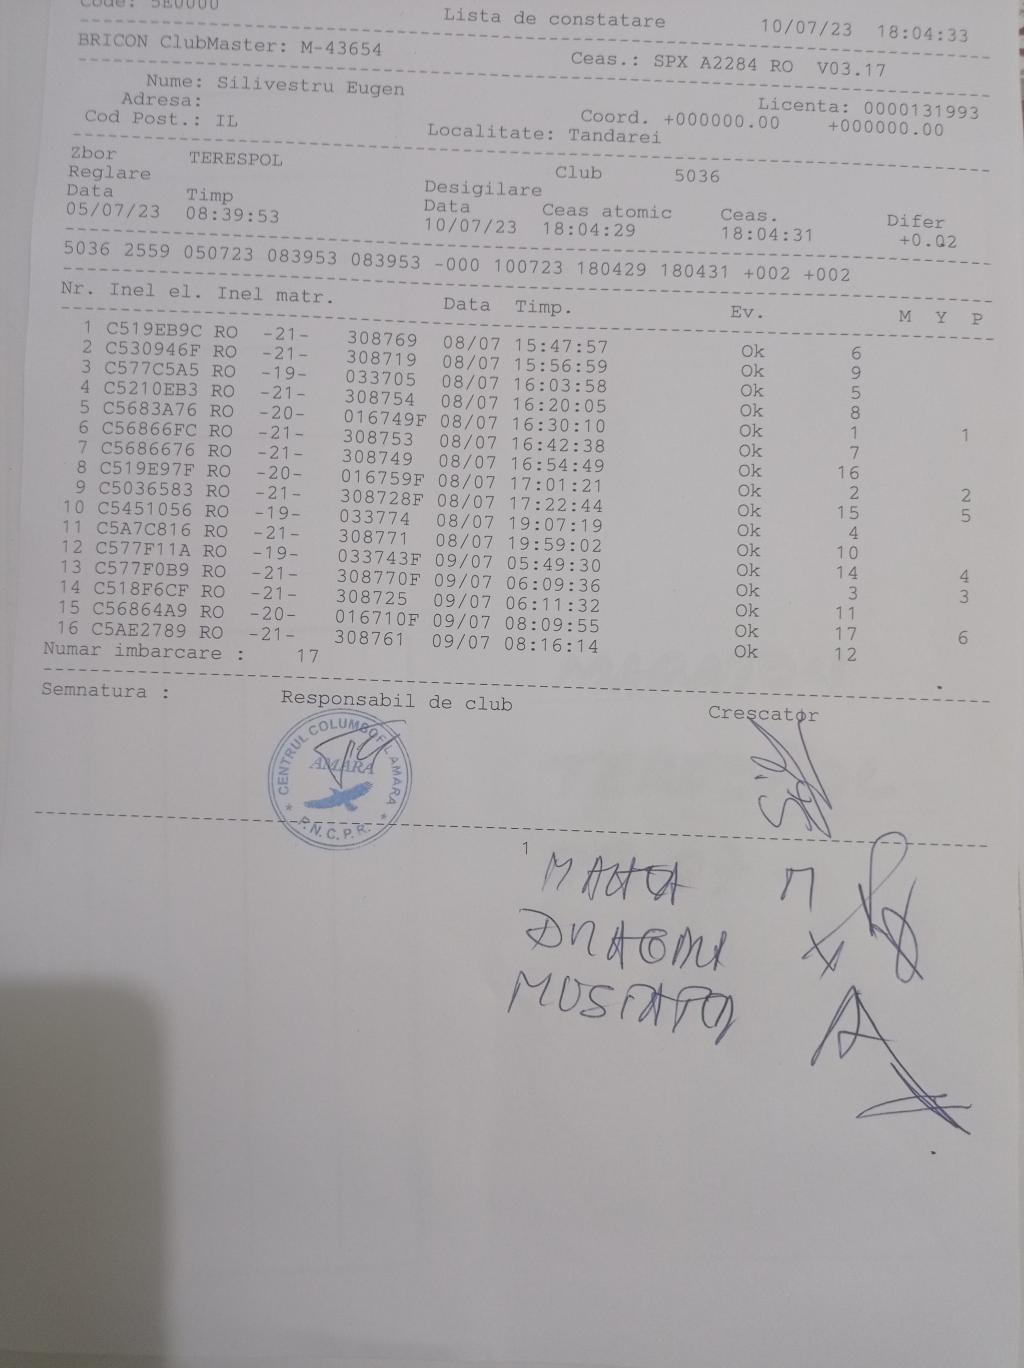 Code: 5E0000 Lista de constatare 10/07/23 18:04:33
BRICON ClubMaster: M-43654 Ceas.: SPX A2284 RO V03.17
Nume: Silivestru Eugen Licenta: 0000131993
Adresa: Coord. +000000.00 +000000.00
Cod Post.: IL Localitate: Tandarei
Zbor TERESPOL Club 5036
Reglare Desigilare
Data Timp Data Ceas atomic Ceas. Difer
05/07/23 08:39:53 10/07/23 18:04:29 18:04:31 +0.02
5036 2559 050723 083953 083953 -000 100723 180429 180431 +002 +002
Nr. Inel el. Inel matr. Data Timp. Ev. M Y P
1 C519EB9C RO -21- 308769 08/07 15:47:57 Ok 6
2 C530946F RO -21- 308719 08/07 15:56:59 Ok 9
3 C577C5A5 RO -19- 033705 08/07 16:03:58 Ok 5
4 C5210EB3 RO -21- 308754 08/07 16:20:05 Ok 8
5 C5683A76 RO -20- 016749F 08/07 16:30:10 Ok 1 1
6 C56866FC RO -21- 308753 08/07 16:42:38 Ok 7
7 C5686676 RO -21- 308749 08/07 16:54:49 Ok 16
8 C519E97F RO -20- 016759F 08/07 17:01:21 Ok 2 2
9 C5036583 RO -21- 308728F 08/07 17:22:44 Ok 15 5
10 C5451056 RO -19- 033774 08/07 19:07:19 Ok 4
11 C5A7C816 RO -21- 308771 08/07 19:59:02 Ok 10
12 C577F11A RO -19- 033743F 09/07 05:49:30 Ok 14 4
13 C577F0B9 RO -21- 308770F 09/07 06:09:36 Ok 3 3
14 C518F6CF RO -21- 308725 09/07 06:11:32 Ok 11
15 C56864A9 RO -20- 016710F 09/07 08:09:55 Ok 17 6
16 C5AE2789 RO -21- 308761 09/07 08:16:14 Ok 12
Numar imbarcare : 17
Semnatura : Responsabil de club Crescator
CENTRUL COLUMBOFIL AMARA
AMARA
P.N.C.P.R.
1
DRAGOMI
MUSTAFA